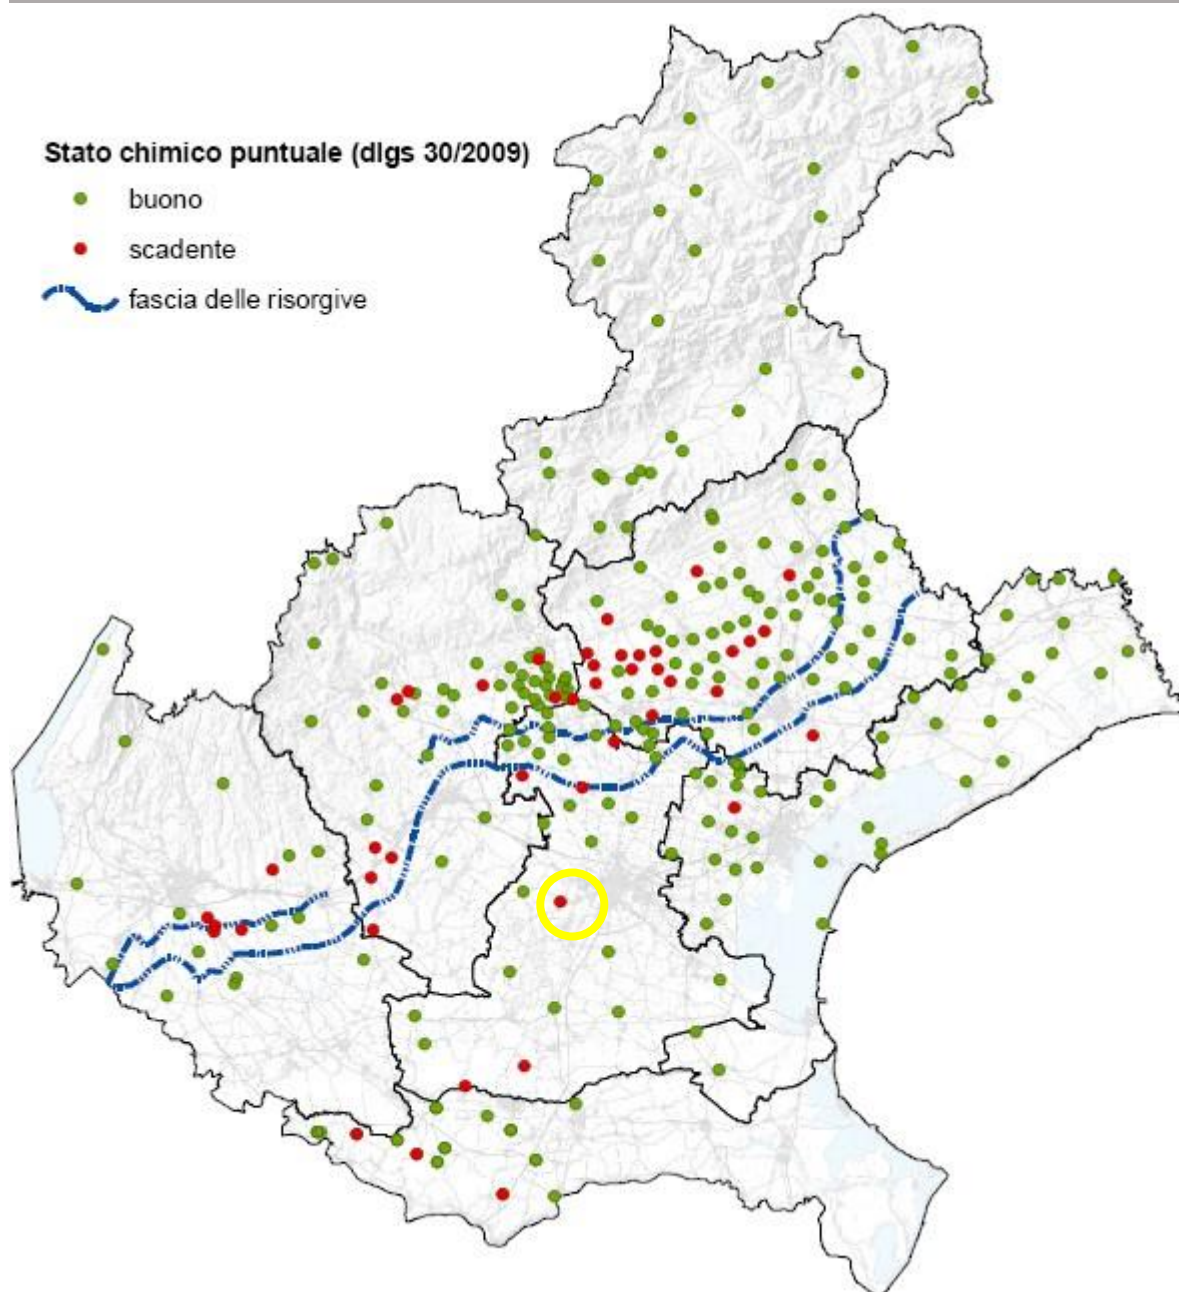 Stato chimico puntuale (dlgs 30/2009)
buono
scadente
fascia delle risorgive